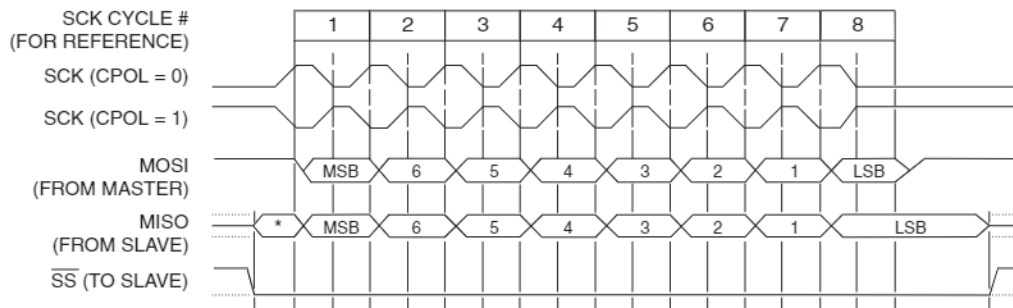 SCK CYCLE # 1 2 3 4 5 6 7 8
(FOR REFERENCE)
SCK (CPOL = 0)
SCK (CPOL = 1)
MOSI MSB 6 5 4 3 2 1 LSB
(FROM MASTER)
MISO * MSB 6 5 4 3 2 1 LSB
(FROM SLAVE)
SS (TO SLAVE)